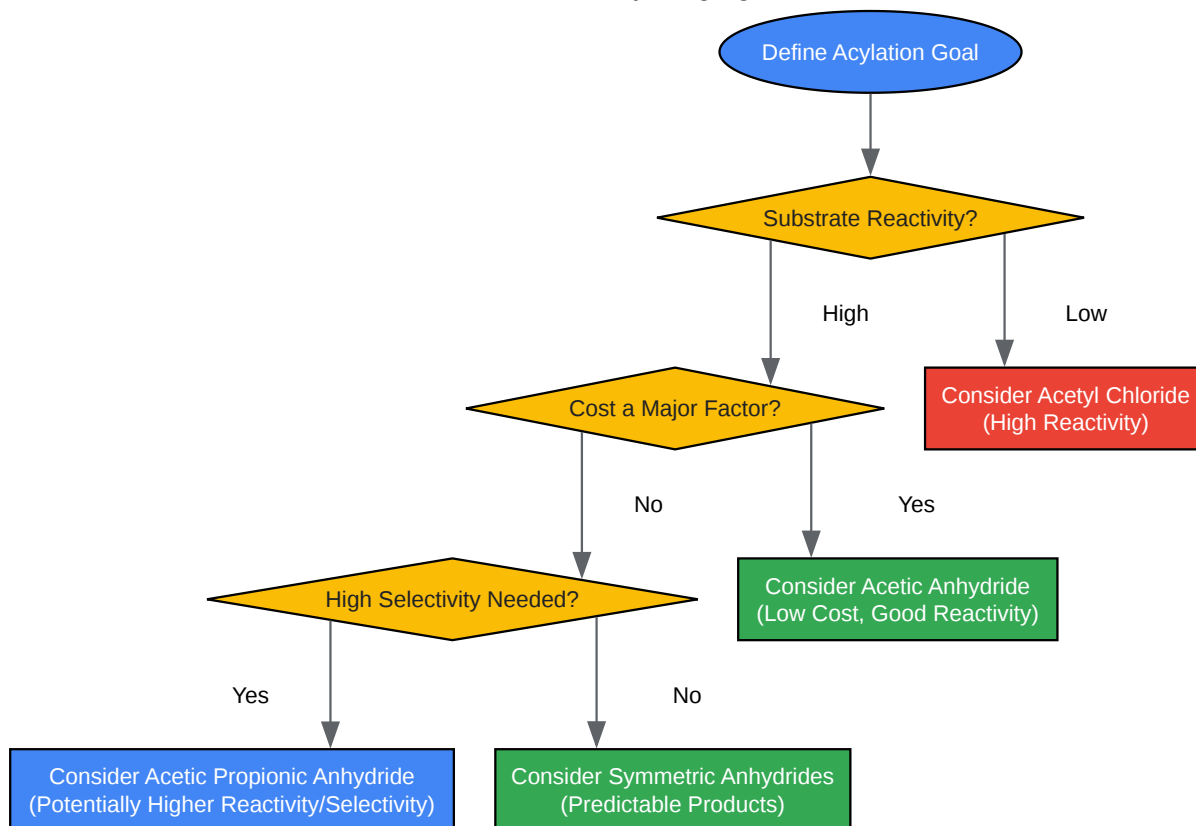 Define Acylation Goal
Substrate Reactivity?
High
Low
Consider Acetyl Chloride
(High Reactivity)
Cost a Major Factor?
No
Yes
Consider Acetic Anhydride
(Low Cost, Good Reactivity)
High Selectivity Needed?
Yes
No
Consider Acetic Propionic Anhydride
(Potentially Higher Reactivity/Selectivity)
Consider Symmetric Anhydrides
(Predictable Products)